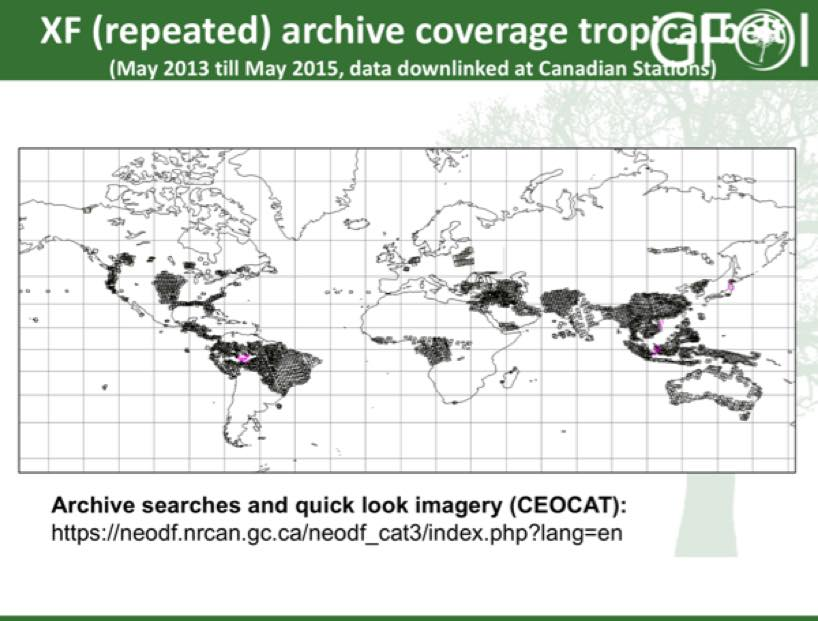 XF (repeated) archive coverage tropical belt
GFOI
(May 2013 till May 2015, data downlinked at Canadian Stations)
Archive searches and quick look imagery (CEOCAT):
https://neodf.nrcan.gc.ca/neodf_cat3/index.php?lang=en